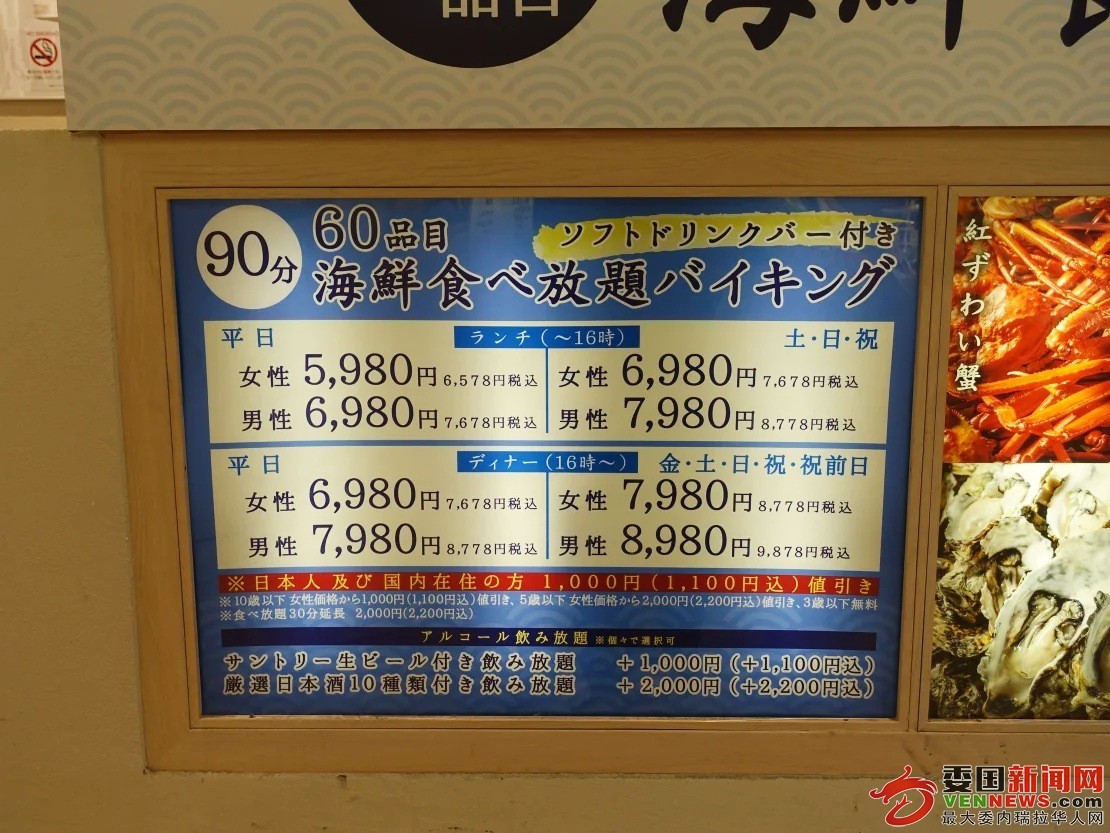 海鮮
90分
60品目
ソフトドリンクバー付き
海鮮食べ放題バイキング
平日 ランチ(～16時) 土・日・祝
女性 5,980円 6,578円税込 女性 6,980円 7,678円税込
男性 6,980円 7,678円税込 男性 7,980円 8,778円税込
平日 ディナー(16時～) 金・土・日・祝・祝前日
女性 6,980円 7,678円税込 女性 7,980円 8,778円税込
男性 7,980円 8,778円税込 男性 8,980円 9,878円税込
※日本人及び国内在住の方 1,000円(1,100円込)値引き
※10歳以下 女性価格から1,000円(1,100円込)値引き、5歳以下 女性価格から2,000円(2,200円込)値引き、3歳以下無料
※食べ放題30分延長 2,000円(2,200円込)
アルコール飲み放題 ※個々で選択可
サントリー生ビール付き飲み放題 +1,000円(+1,100円込)
厳選日本酒10種類付き飲み放題 +2,000円(+2,200円込)
紅ずわい蟹
委国新闻网
VENNEWS.com
最大委内瑞拉华人网